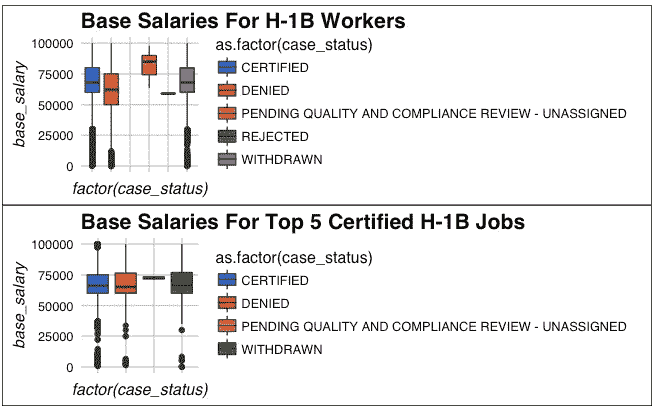 Base Salaries For H-1B Workers
100000
75000
50000
25000
0
base_salary
factor(case_status)
as.factor(case_status)
CERTIFIED
DENIED
PENDING QUALITY AND COMPLIANCE REVIEW - UNASSIGNED
REJECTED
WITHDRAWN
Base Salaries For Top 5 Certified H-1B Jobs
100000
75000
50000
25000
0
base_salary
factor(case_status)
as.factor(case_status)
CERTIFIED
DENIED
PENDING QUALITY AND COMPLIANCE REVIEW - UNASSIGNED
WITHDRAWN